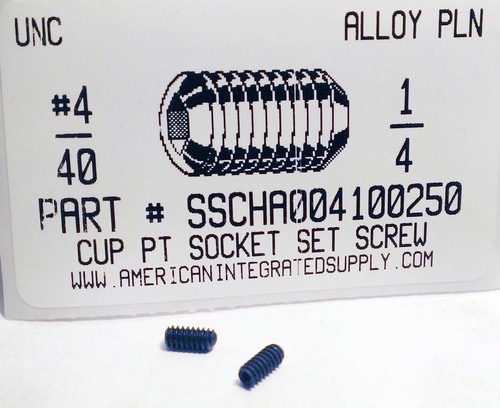 UNC ALLOY PLN
#4 1
40 4
PART # SSCHA004100250
CUP PT SOCKET SET SCREW
WWW.AMERICANINTEGRATEDSUPPLY.COM